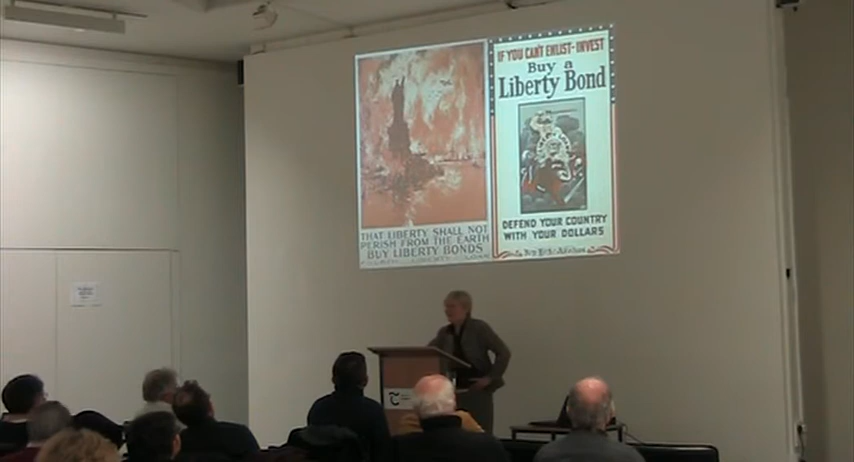 THAT LIBERTY SHALL NOT
PERISH FROM THE EARTH
BUY LIBERTY BONDS
IF YOU CAN'T ENLIST-INVEST
Buy a
Liberty Bond
DEFEND YOUR COUNTRY
WITH YOUR DOLLARS